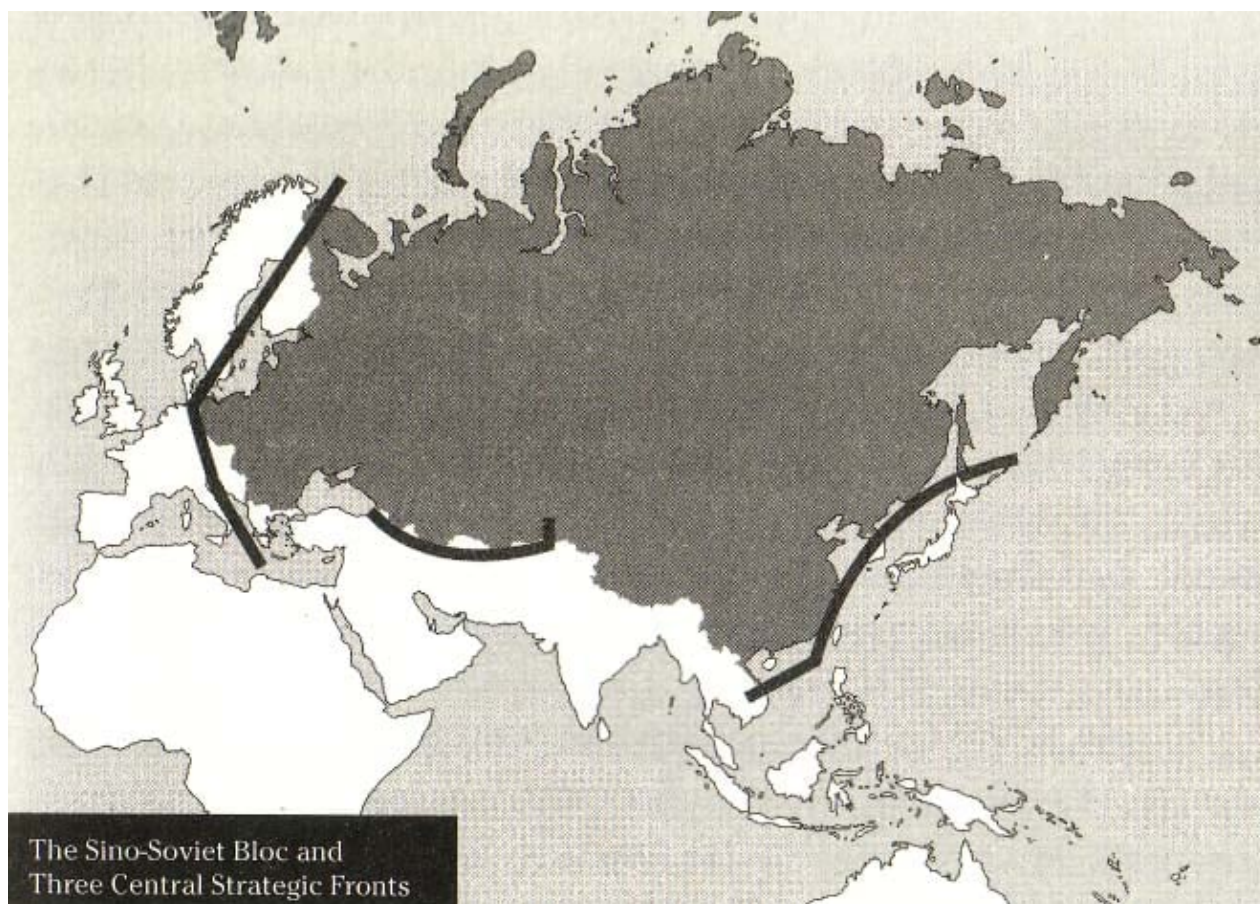 The Sino-Soviet Bloc and
Three Central Strategic Fronts